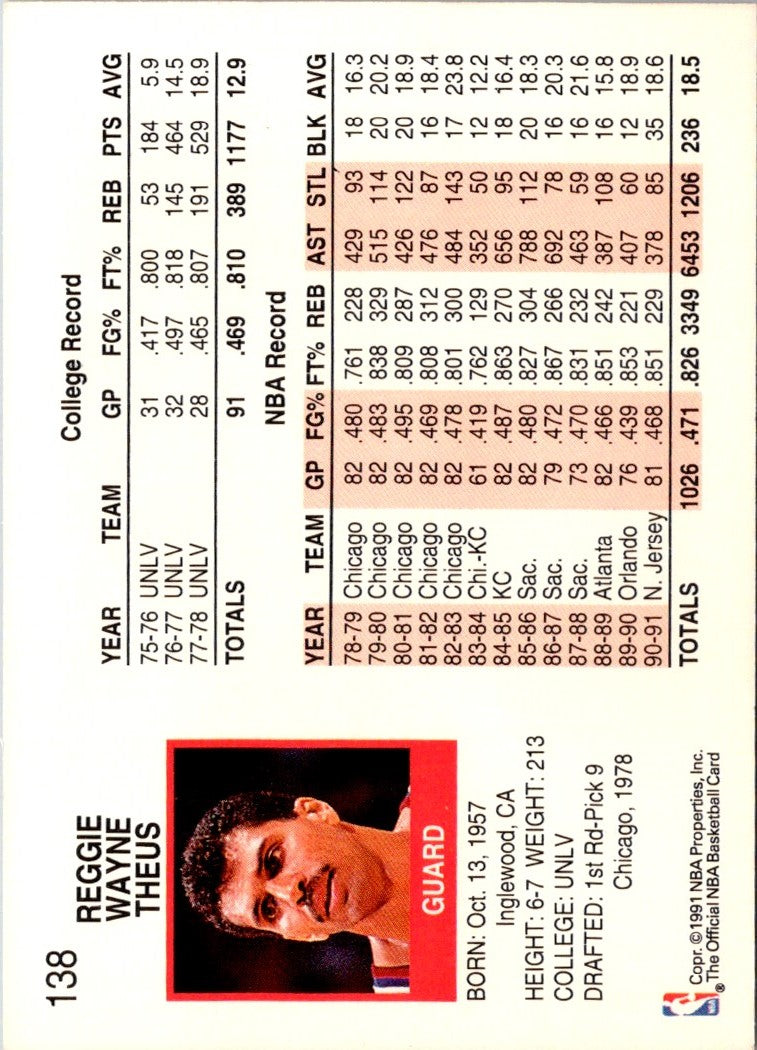 138
REGGIE
WAYNE
THEUS
GUARD
BORN: Oct. 13, 1957
Inglewood, CA
HEIGHT: 6-7 WEIGHT: 213
COLLEGE: UNLV
DRAFTED: 1st Rd-Pick 9
Chicago, 1978
NBA
®
Copr. ©1991 NBA Properties, Inc.
The Official NBA Basketball Card
College Record
YEAR TEAM GP FG% FT% REB PTS AVG
75-76 UNLV 31 .417 .800 53 184 5.9
76-77 UNLV 32 .497 .818 145 464 14.5
77-78 UNLV 28 .465 .807 191 529 18.9
TOTALS 91 .469 .810 389 1177 12.9
NBA Record
YEAR TEAM GP FG% FT% REB AST STL BLK AVG
78-79 Chicago 82 .480 .761 228 429 93 18 16.3
79-80 Chicago 82 .483 .838 329 515 114 20 20.2
80-81 Chicago 82 .495 .809 287 426 122 20 18.9
81-82 Chicago 82 .469 .808 312 476 87 16 18.4
82-83 Chicago 82 .478 .801 300 484 143 17 23.8
83-84 Chi.-KC 61 .419 .762 129 352 50 12 12.2
84-85 KC 82 .487 .863 270 656 95 18 16.4
85-86 Sac. 82 .480 .827 304 788 112 20 18.3
86-87 Sac. 79 .472 .867 266 692 78 16 20.3
87-88 Sac. 73 .470 .831 232 463 59 16 21.6
88-89 Atlanta 82 .466 .851 242 387 108 16 15.8
89-90 Orlando 76 .439 .853 221 407 60 12 18.9
90-91 N. Jersey 81 .468 .851 229 378 85 35 18.6
TOTALS 1026 .471 .826 3349 6453 1206 236 18.5